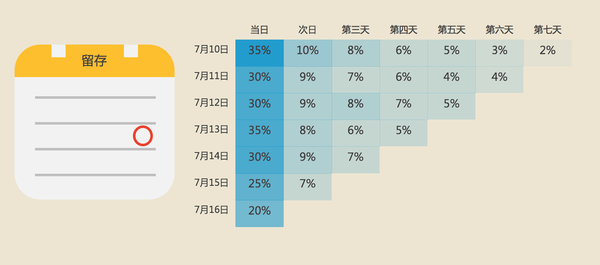 留存
当日 次日 第三天 第四天 第五天 第六天 第七天
7月10日 35% 10% 8% 6% 5% 3% 2%
7月11日 30% 9% 7% 6% 4% 4%
7月12日 30% 9% 8% 7% 5%
7月13日 35% 8% 6% 5%
7月14日 30% 9% 7%
7月15日 25% 7%
7月16日 20%